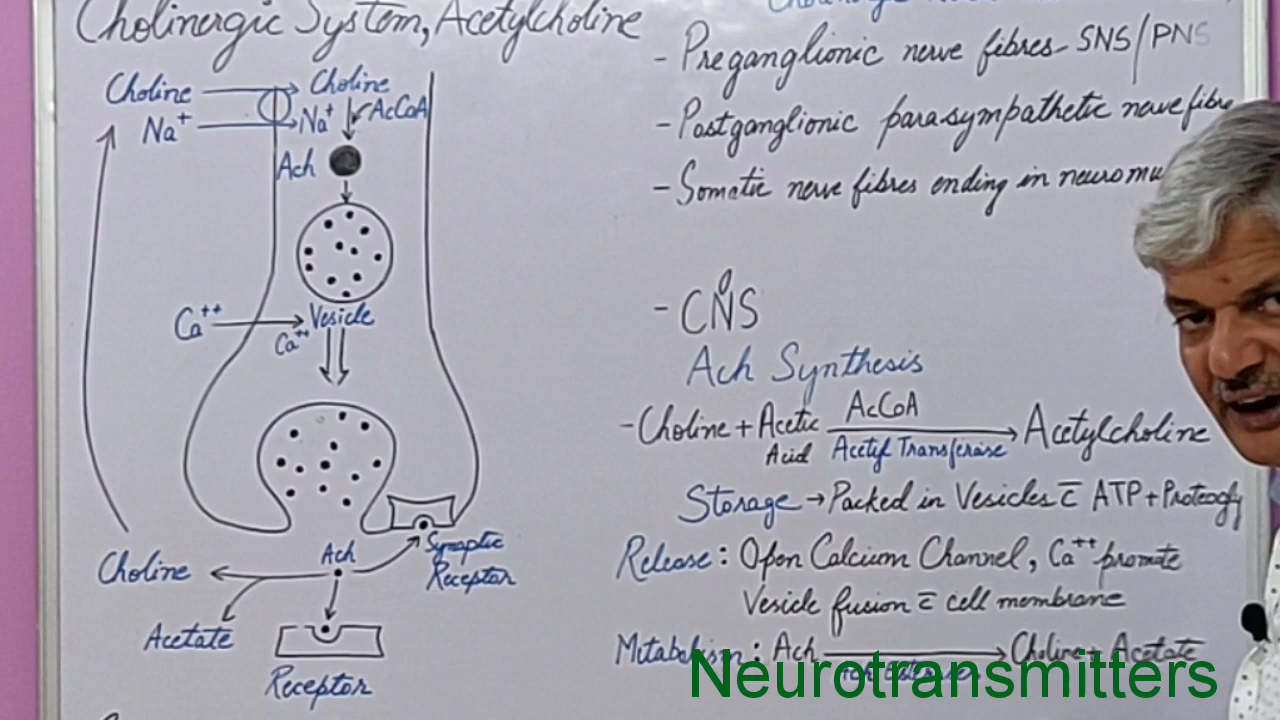 Cholinergic System, Acetylcholine
Choline → Choline
Na⁺ → Na⁺
AcCoA
Ach
Vesicle
Ca⁺⁺
Ca⁺⁺
Ach
Synaptic
Receptor
Choline
Acetate
Receptor
- Preganglionic nerve fibres - SNS/PNS
- Postganglionic parasympathetic nerve fibre
- Somatic nerve fibres ending in neuromu
- CNS
Ach Synthesis
- Choline + Acetic Acid AcCoA → Acetylcholine
Acetyl Transferase
Storage → Packed in Vesicles c̄ ATP + Proteogly
Release: Open Calcium Channel, Ca⁺⁺ promote
Vesicle fusion c̄ cell membrane
Metabolism: Ach → Choline + Acetate
Neurotransmitters